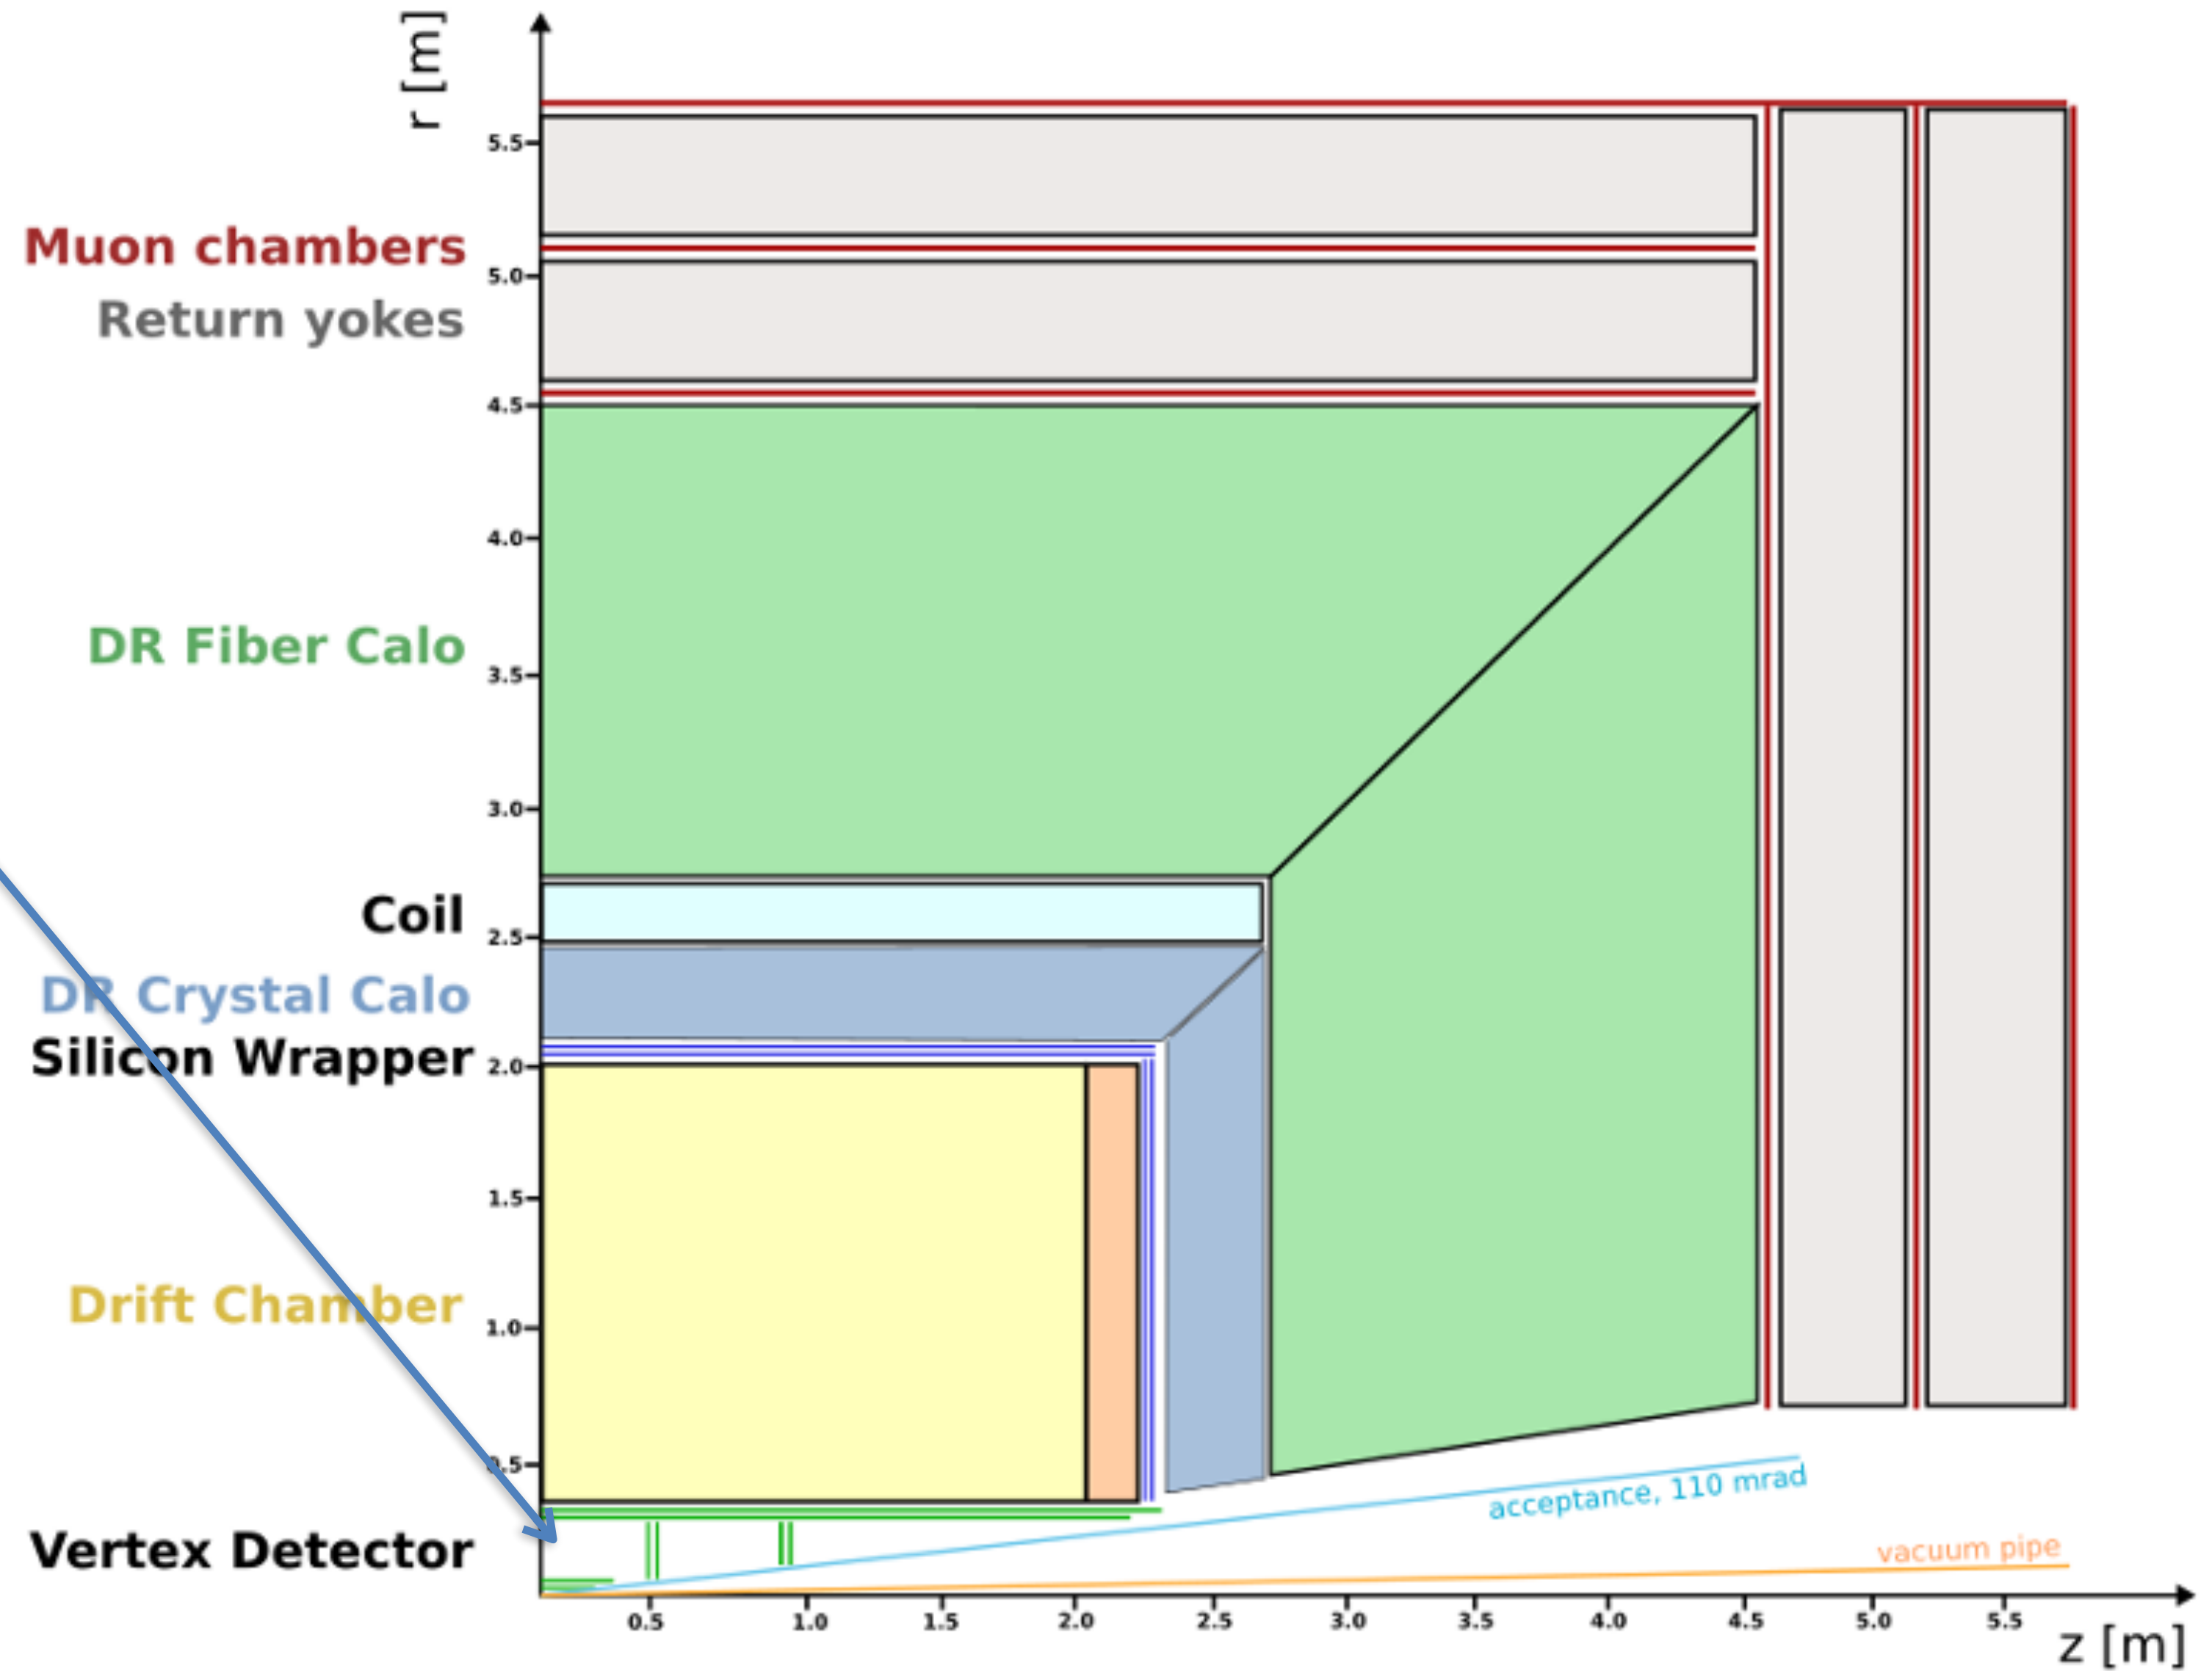 r [m]
5.5
Muon chambers
5.0
Return yokes
4.5
4.0
DR Fiber Calo
3.5
3.0
Coil
2.5
DR Crystal Calo
Silicon Wrapper
2.0
1.5
Drift Chamber
1.0
0.5
acceptance, 110 mrad
Vertex Detector
vacuum pipe
0.5 1.0 1.5 2.0 2.5 3.0 3.5 4.0 4.5 5.0 5.5
z [m]